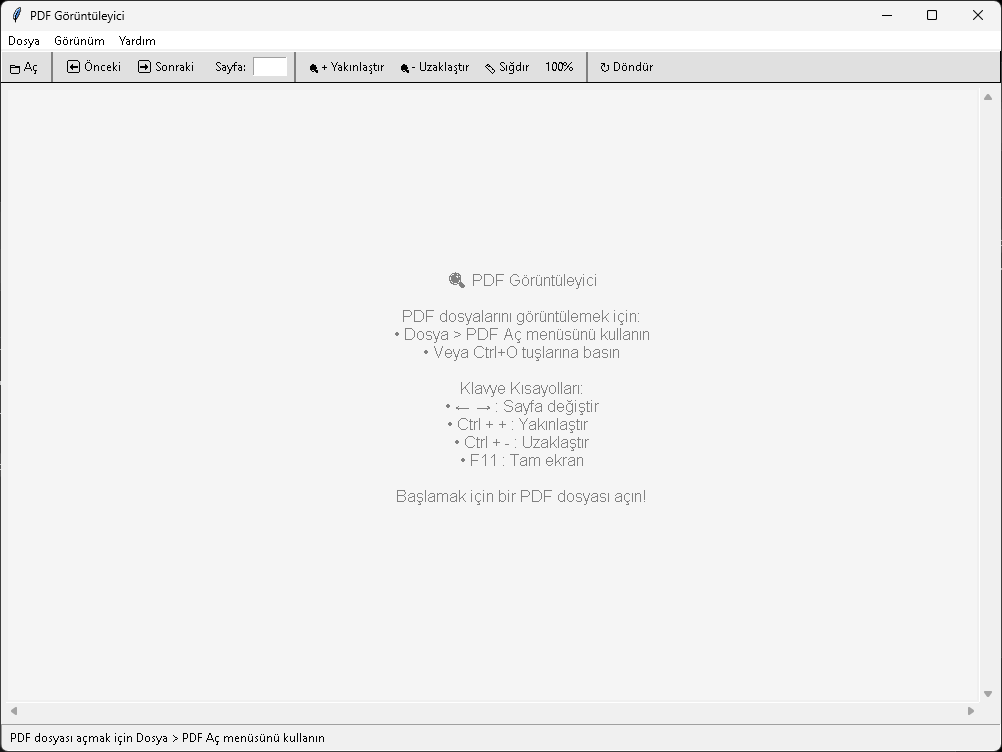 PDF Görüntüleyici
Dosya Görünüm Yardım
Aç Önceki Sonraki Sayfa: + Yakınlaştır - Uzaklaştır Sığdır 100% Döndür
PDF Görüntüleyici
PDF dosyalarını görüntülemek için:
• Dosya > PDF Aç menüsünü kullanın
• Veya Ctrl+O tuşlarına basın
Klavye Kısayolları:
• ← → : Sayfa değiştir
• Ctrl + + : Yakınlaştır
• Ctrl + - : Uzaklaştır
• F11 : Tam ekran
Başlamak için bir PDF dosyası açın!
PDF dosyası açmak için Dosya > PDF Aç menüsünü kullanın